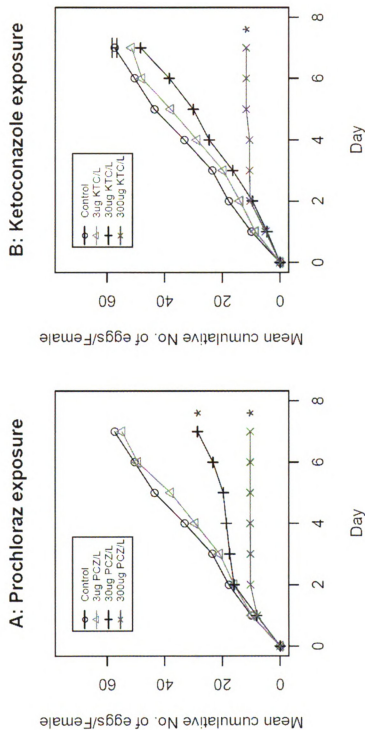 A: Prochloraz exposure
Mean cumulative No. of eggs/Female
60
40
20
0
Control
3ug PCZ/L
30ug PCZ/L
300ug PCZ/L
*
*
0 2 4 6 8
Day
B: Ketoconazole exposure
Mean cumulative No. of eggs/Female
60
40
20
0
Control
3ug KTC/L
30ug KTC/L
300ug KTC/L
*
0 2 4 6 8
Day